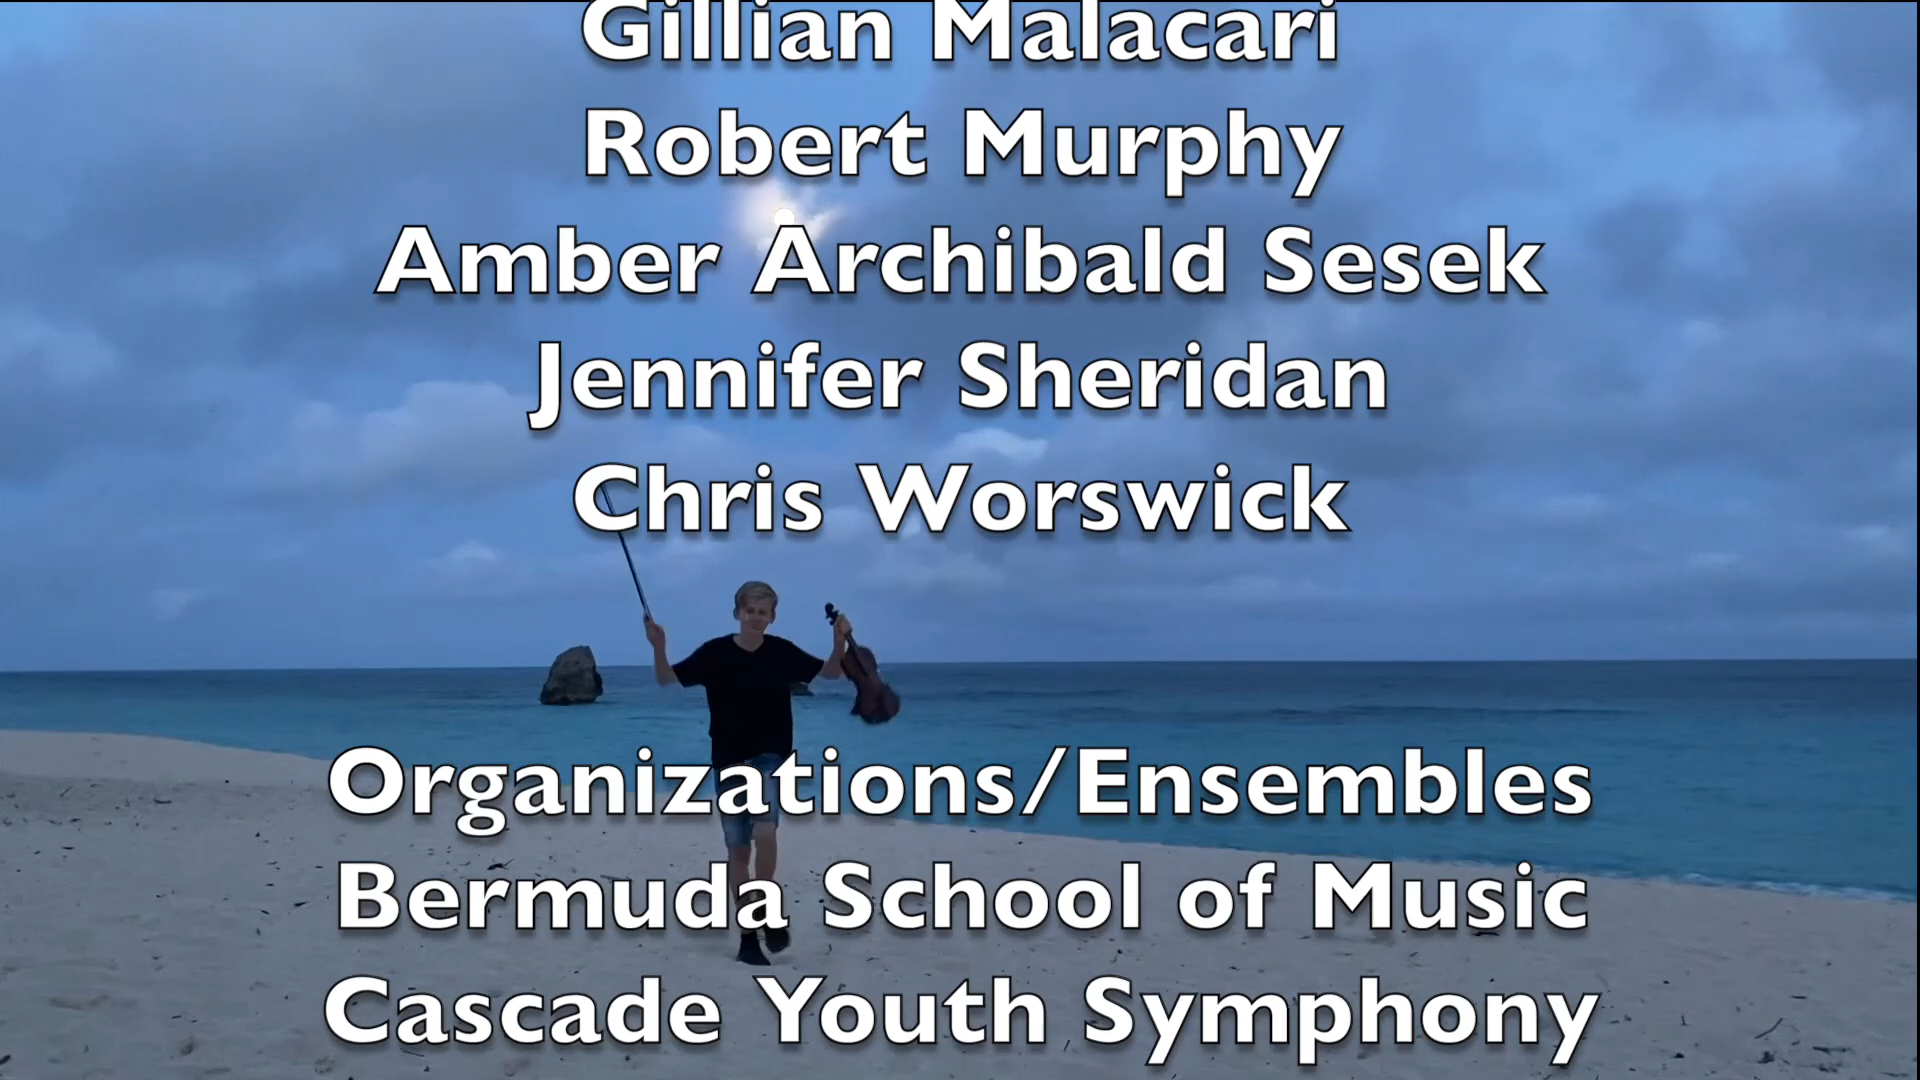 Gillian Malacari
Robert Murphy
Amber Archibald Sesek
Jennifer Sheridan
Chris Worswick
Organizations/Ensembles
Bermuda School of Music
Cascade Youth Symphony